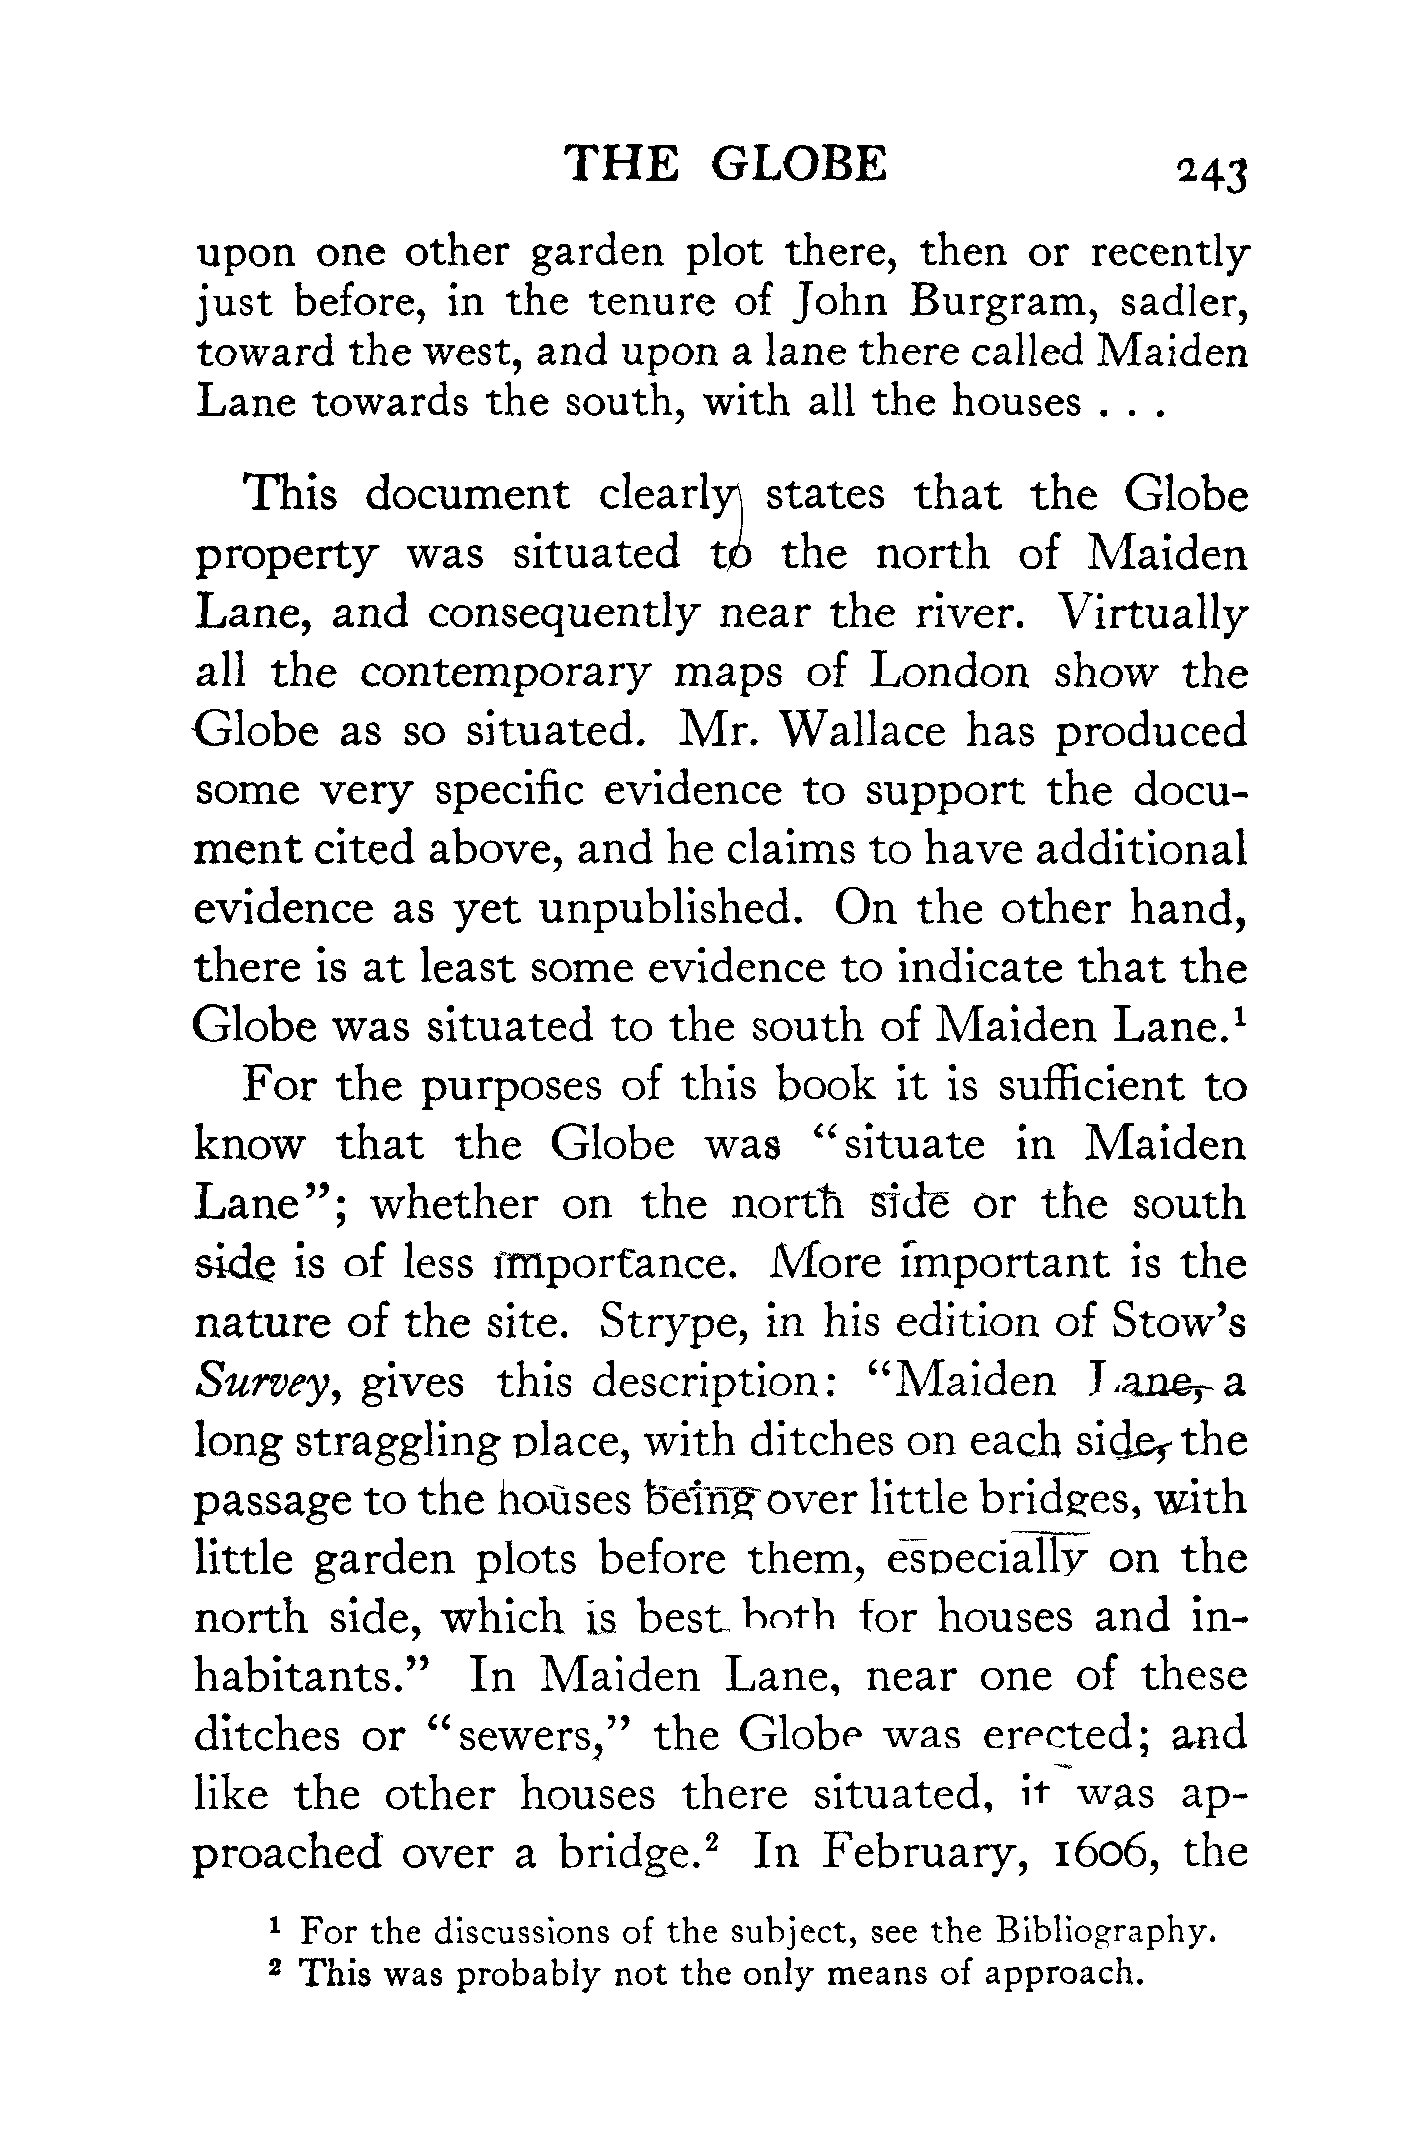 THE GLOBE 243
upon one other garden plot there, then or recently
just before, in the tenure of John Burgram, sadler,
toward the west, and upon a lane there called Maiden
Lane towards the south, with all the houses . . .
This document clearly states that the Globe
property was situated to the north of Maiden
Lane, and consequently near the river. Virtually
all the contemporary maps of London show the
Globe as so situated. Mr. Wallace has produced
some very specific evidence to support the docu-
ment cited above, and he claims to have additional
evidence as yet unpublished. On the other hand,
there is at least some evidence to indicate that the
Globe was situated to the south of Maiden Lane.¹
For the purposes of this book it is sufficient to
know that the Globe was “situate in Maiden
Lane”; whether on the north side or the south
side is of less importance. More important is the
nature of the site. Strype, in his edition of Stow’s
Survey, gives this description: “Maiden Lane, a
long straggling place, with ditches on each side, the
passage to the houses being over little bridges, with
little garden plots before them, especially on the
north side, which is best both for houses and in-
habitants.” In Maiden Lane, near one of these
ditches or “sewers,” the Globe was erected; and
like the other houses there situated, it was ap-
proached over a bridge.² In February, 1606, the
¹ For the discussions of the subject, see the Bibliography.
² This was probably not the only means of approach.